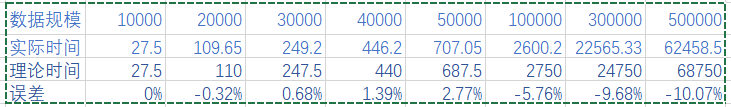 数据规模 10000 20000 30000 40000 50000 100000 300000 500000
实际时间 27.5 109.65 249.2 446.2 707.05 2600.2 22565.33 62458.5
理论时间 27.5 110 247.5 440 687.5 2750 24750 68750
误差 0% -0.32% 0.68% 1.39% 2.77% -5.76% -9.68% -10.07%